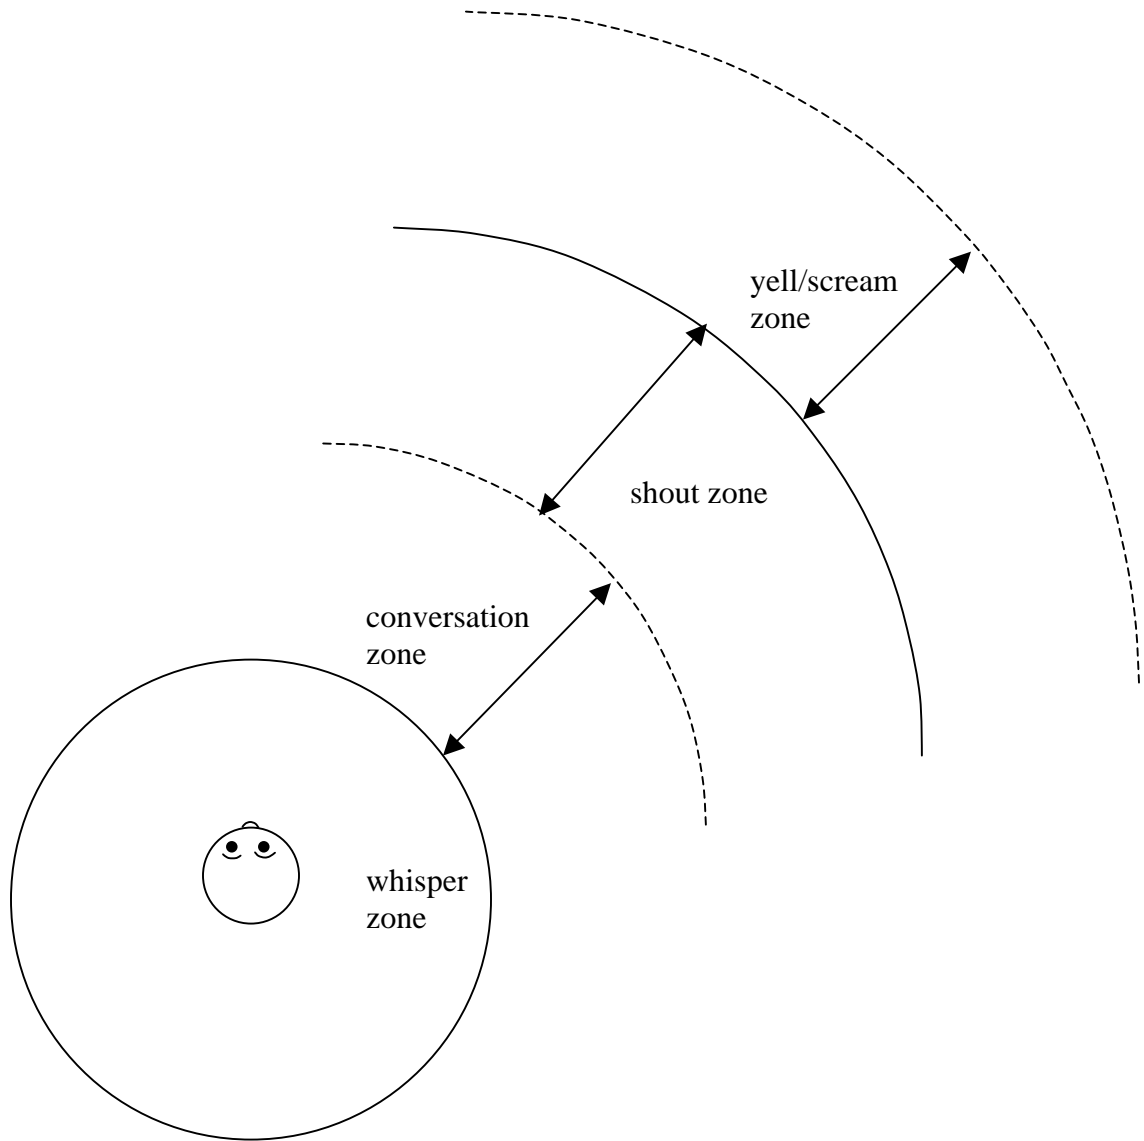 yell/scream
zone
shout zone
conversation
zone
whisper
zone